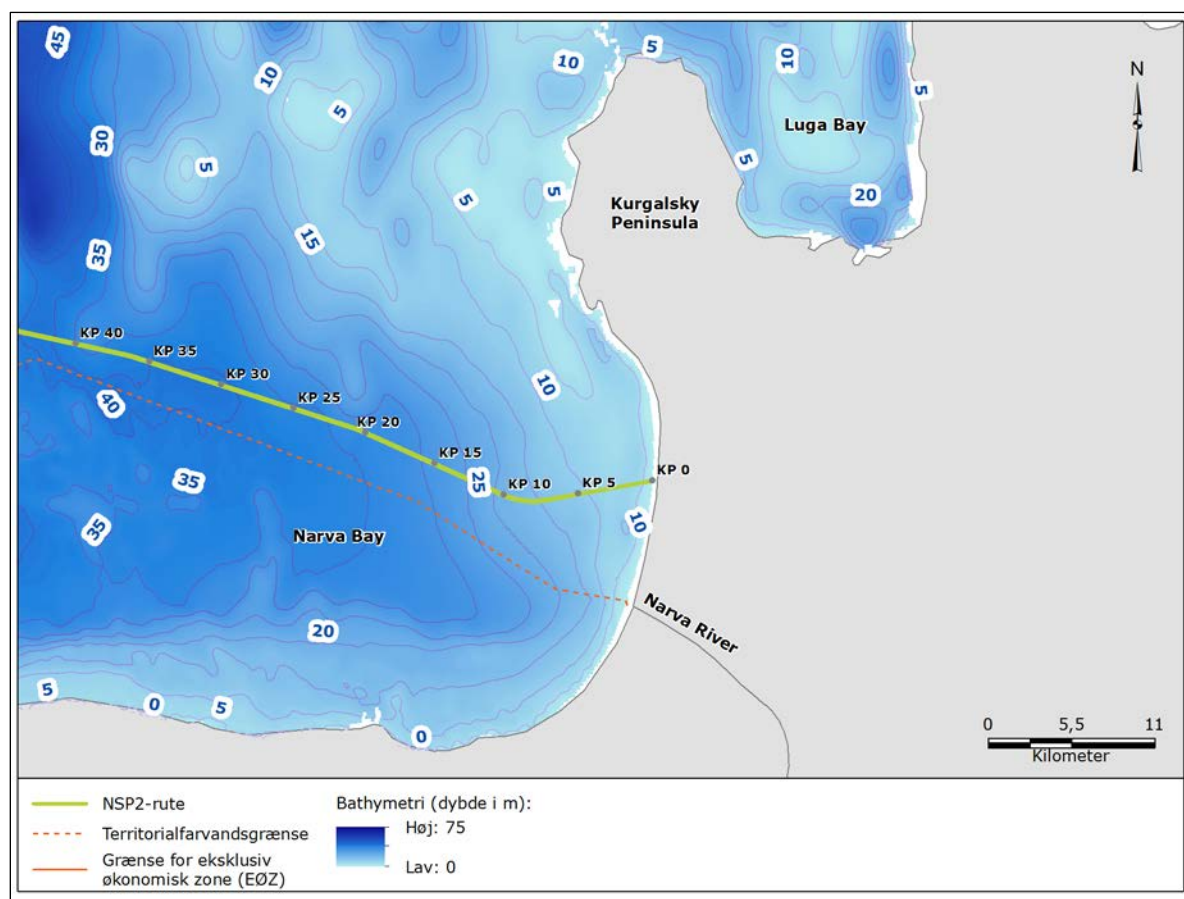 45
10
10
5
10
5
5
Luga Bay
N
30
5
5
5
5
5
20
Kurgalsky
Peninsula
15
35
KP 40
KP 35
KP 30
KP 25
KP 20
KP 15
KP 10
KP 5
KP 0
40
10
25
10
35
35
Narva Bay
20
Narva River
5
0
5
0
0 5,5 11
Kilometer
NSP2-rute
Territorialfarvandsgrænse
Grænse for eksklusiv
økonomisk zone (EØZ)
Bathymetri (dybde i m):
Høj: 75
Lav: 0